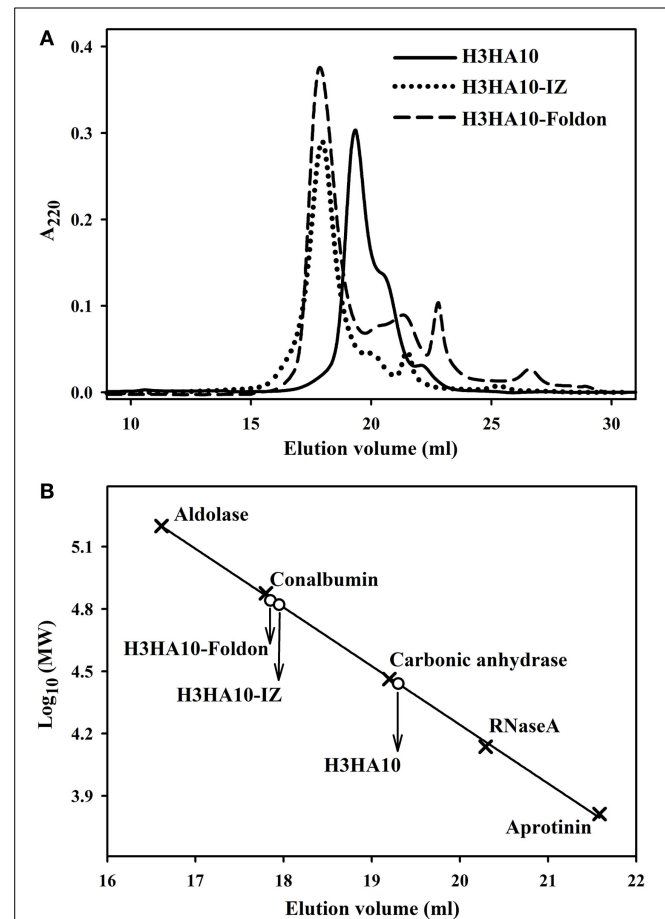 A
H3HA10
H3HA10-IZ
H3HA10-Foldon
0.4
0.3
0.2
0.1
0.0
A220
10 15 20 25 30
Elution volume (ml)
B
Aldolase
Conalbumin
H3HA10-Foldon
H3HA10-IZ
Carbonic anhydrase
H3HA10
RNaseA
Aprotinin
5.1
4.8
4.5
4.2
3.9
Log10 (MW)
16 17 18 19 20 21 22
Elution volume (ml)